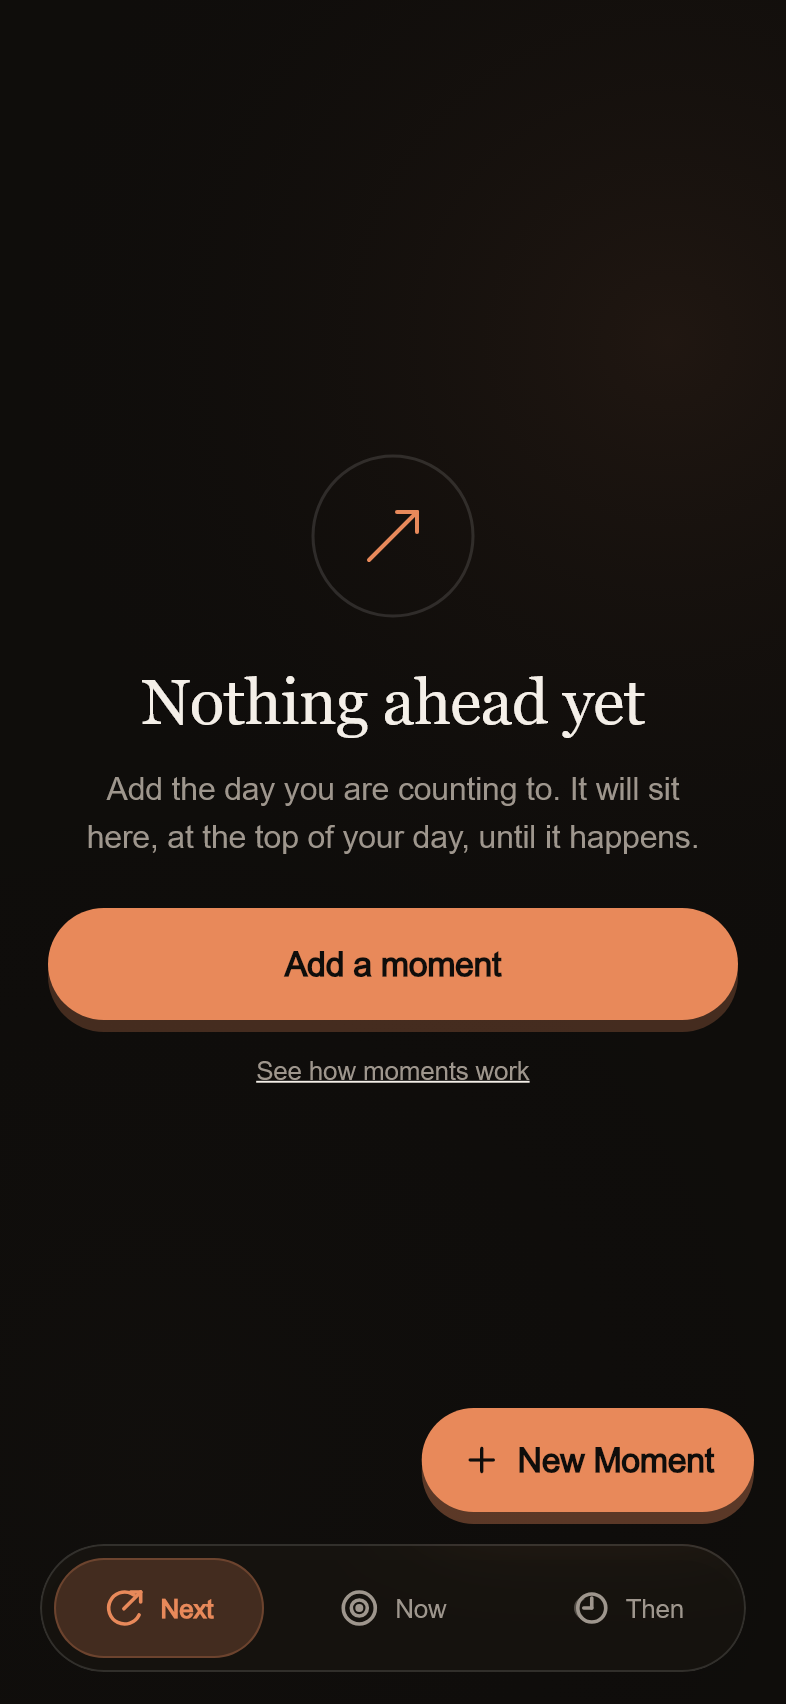 Nothing ahead yet
Add the day you are counting to. It will sit
here, at the top of your day, until it happens.
Add a moment
See how moments work
New Moment
Next
Now
Then